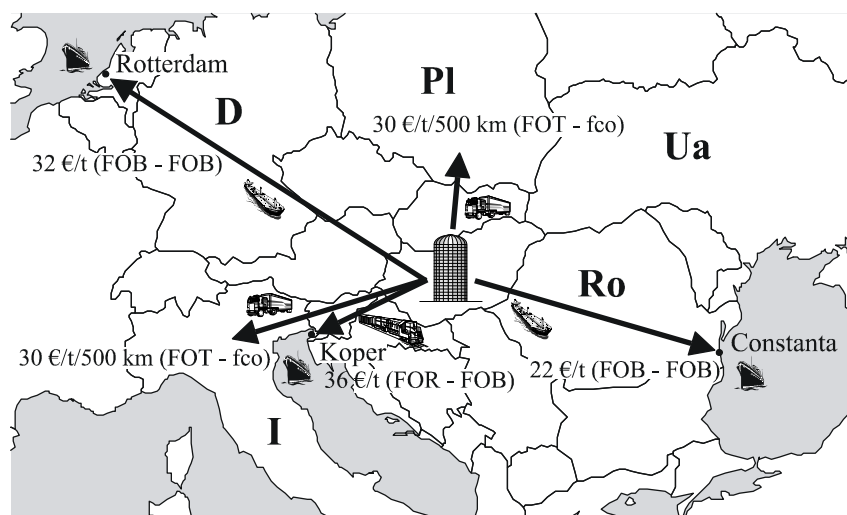 Rotterdam
Pl
D
30 €/t/500 km (FOT - fco)
Ua
32 €/t (FOB - FOB)
Ro
Koper
Constanta
30 €/t/500 km (FOT - fco)
36 €/t (FOR - FOB)
22 €/t (FOB - FOB)
I